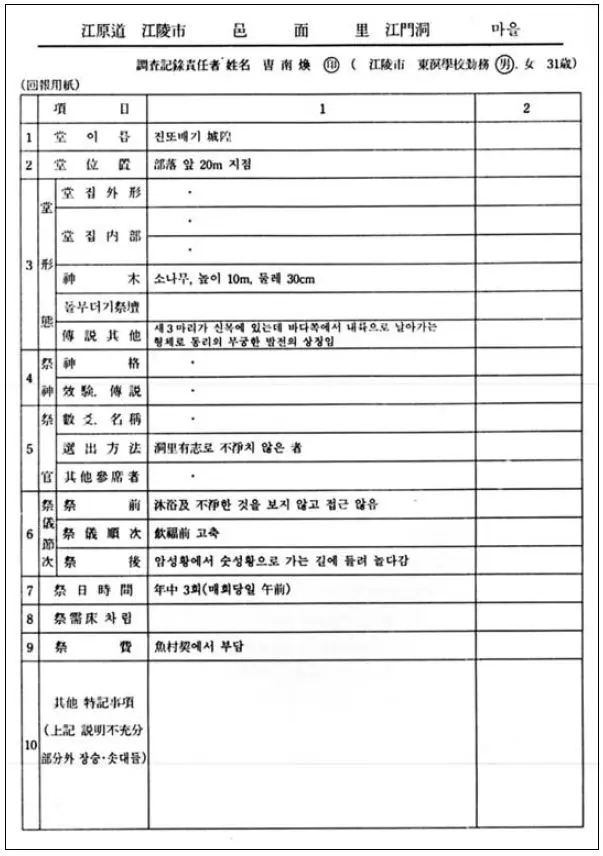 江原道 江陵市 邑 面 里 江門洞 마을
調査記錄責任者 姓名 曺南煥 印 ( 江陵市 東溟學校勤務 男. 女 31歲)
(回報用紙)
項 目 1 2
1 堂 이 름 진또배기 城隍
2 堂 位 置 部落 앞 20m 지점
3 堂形態 堂집外形 ·
堂집內部 ·
·
神 木 소나무, 높이 10m, 둘레 30cm
돌무더기祭壇
傳說其他 새3마리가 신목에 있는데 바다쪽에서 내륙으로 날아가는
형체로 동리의 무궁한 발전의 상징임
4 祭神 神 格 ·
效驗. 傳說 ·
5 祭官 數爻. 名稱 ·
選出方法 洞里有志로 不淨치 않은 者
其他參席者 ·
6 祭儀節次 祭 前 沐浴及 不淨한 것을 보지 않고 접근 않음
祭儀順次 飮福前 고축
祭 後 암성황에서 숫성황으로 가는 길에 들려 놀다감
7 祭日時間 年中 3회(매회당일 午前)
8 祭需床차림
9 祭 費 魚村契에서 부담
10 其他 特記事項
(上記 說明不充分
部分外 장승·솟대들)